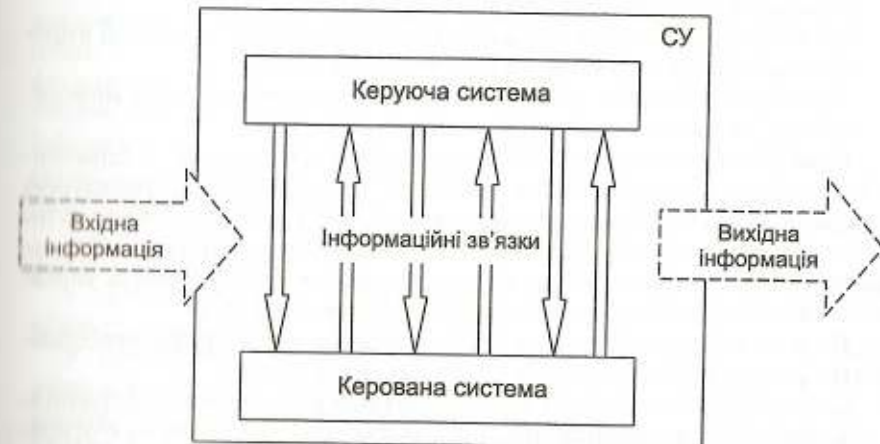 СУ
Керуюча система
Вхідна
інформація
Інформаційні зв'язки
Вихідна
інформація
Керована система